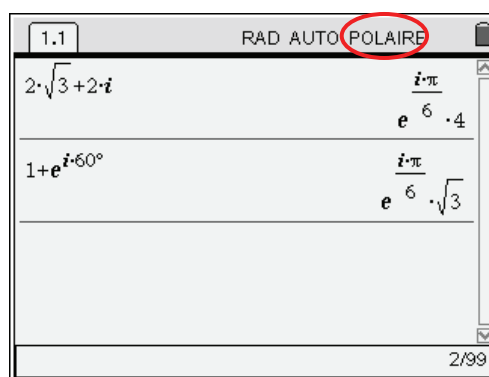 1.1 RAD AUTO POLAIRE
2·√3+2·i e^(i·π/6)·4
1+e^(i·60°) e^(i·π/6)·√3
2/99